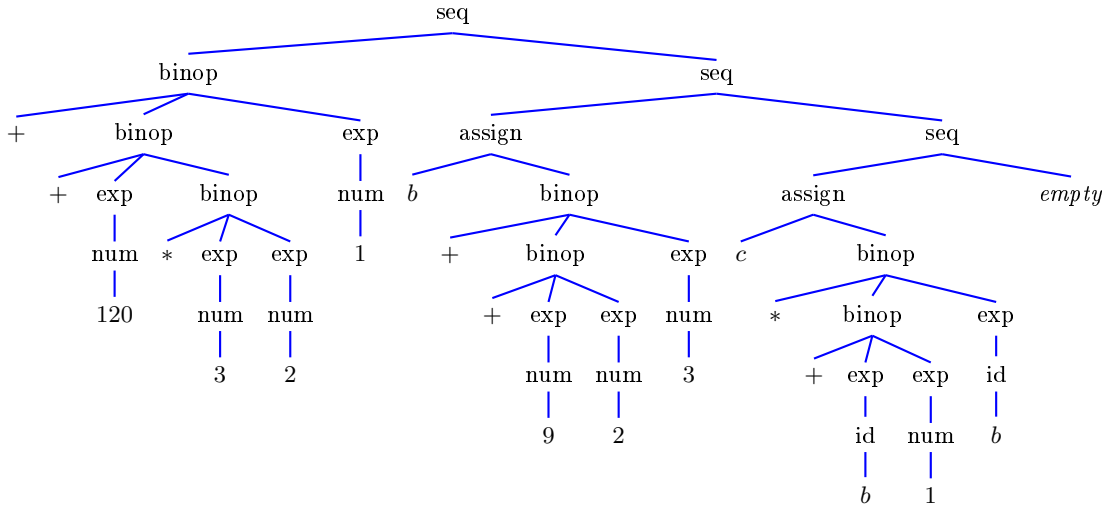 seq
binop seq
+ binop exp assign seq
+ exp binop num b binop assign empty
num * exp exp 1 + binop exp c binop
120 num num + exp exp num * binop exp
3 2 num num 3 + exp exp id
9 2 id num b
b 1